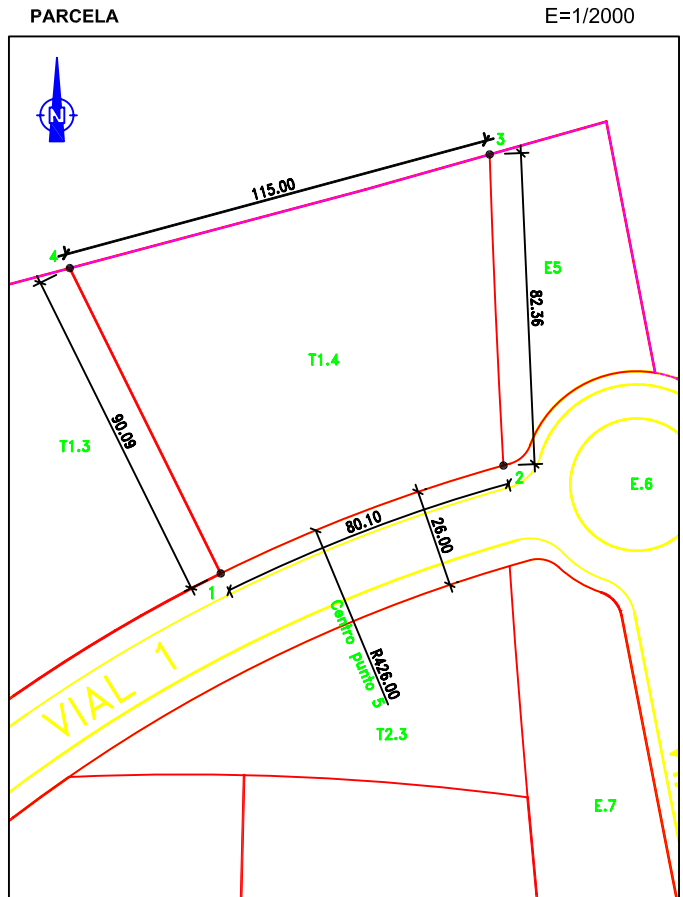 PARCELA
E=1/2000
N
3
115.00
4
E5
82.36
T1.4
90.09
T1.3
2
E.6
80.10
26.00
1
Centro punto 5
R426.00
VIAL 1
T2.3
E.7